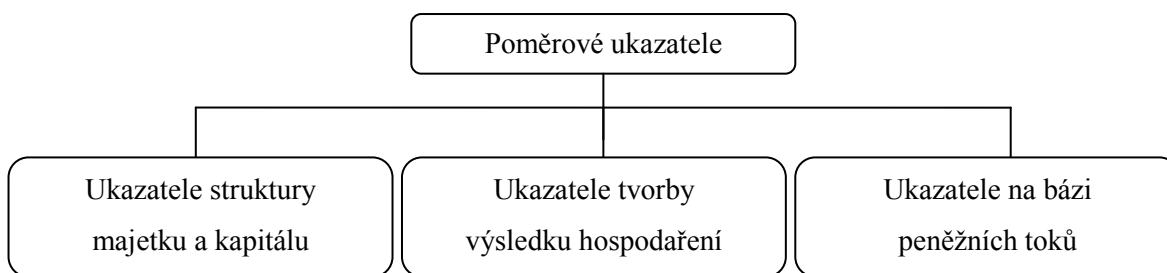 Poměrové ukazatele
Ukazatele struktury
majetku a kapitálu
Ukazatele tvorby
výsledku hospodaření
Ukazatele na bázi
peněžních toků